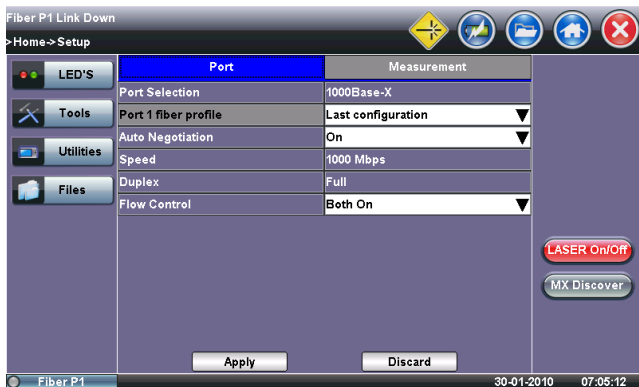 Fiber P1 Link Down
>Home->Setup
LED'S
Tools
Utilities
Files
Port Measurement
Port Selection 1000Base-X
Port 1 fiber profile Last configuration
Auto Negotiation On
Speed 1000 Mbps
Duplex Full
Flow Control Both On
LASER On/Off
MX Discover
Apply Discard
Fiber P1 30-01-2010 07:05:12